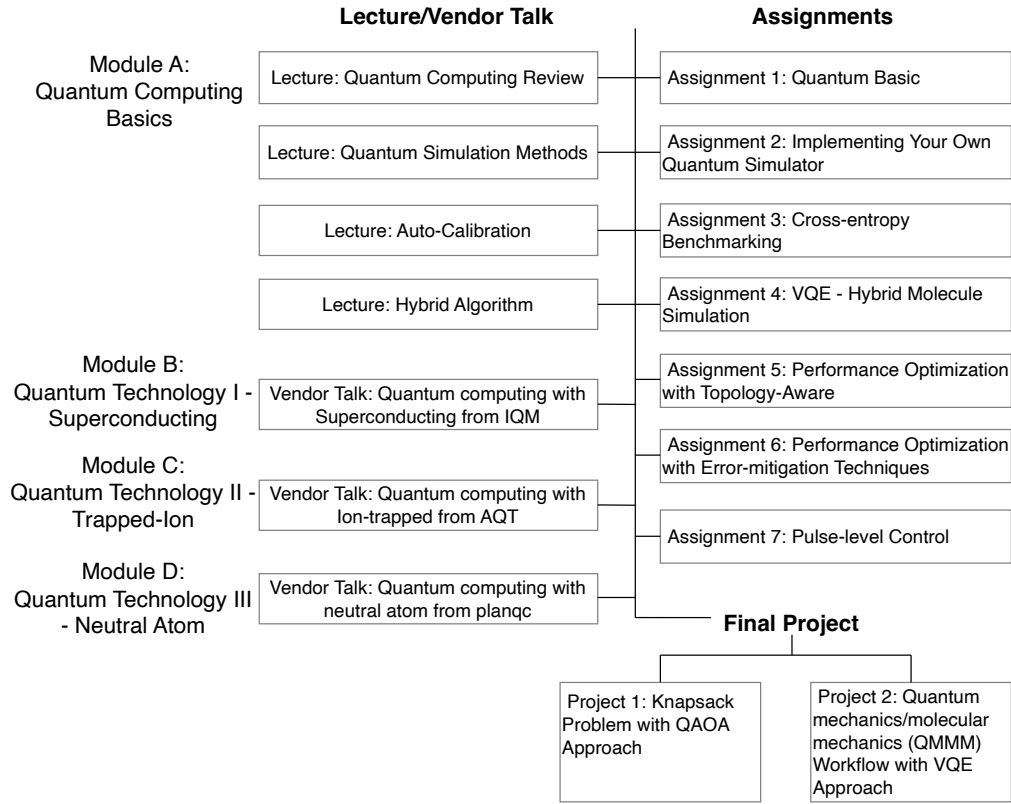 Lecture/Vendor Talk
Assignments
Module A:
Quantum Computing
Basics
Lecture: Quantum Computing Review
Assignment 1: Quantum Basic
Lecture: Quantum Simulation Methods
Assignment 2: Implementing Your Own
Quantum Simulator
Lecture: Auto-Calibration
Assignment 3: Cross-entropy
Benchmarking
Lecture: Hybrid Algorithm
Assignment 4: VQE - Hybrid Molecule
Simulation
Module B:
Quantum Technology I -
Superconducting
Vendor Talk: Quantum computing with
Superconducting from IQM
Assignment 5: Performance Optimization
with Topology-Aware
Assignment 6: Performance Optimization
with Error-mitigation Techniques
Module C:
Quantum Technology II -
Trapped-Ion
Vendor Talk: Quantum computing with
Ion-trapped from AQT
Assignment 7: Pulse-level Control
Module D:
Quantum Technology III
- Neutral Atom
Vendor Talk: Quantum computing with
neutral atom from planqc
Final Project
Project 1: Knapsack
Problem with QAOA
Approach
Project 2: Quantum
mechanics/molecular
mechanics (QMMM)
Workflow with VQE
Approach